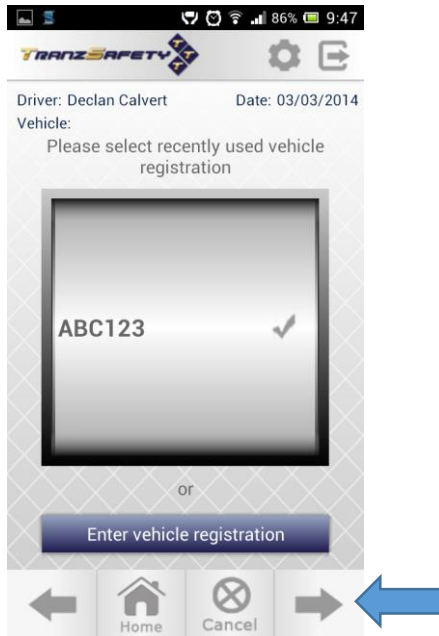 86% 9:47
TRANZSAFETY T T T T
Driver: Declan Calvert Date: 03/03/2014
Vehicle:
Please select recently used vehicle
registration
ABC123
or
Enter vehicle registration
Home Cancel